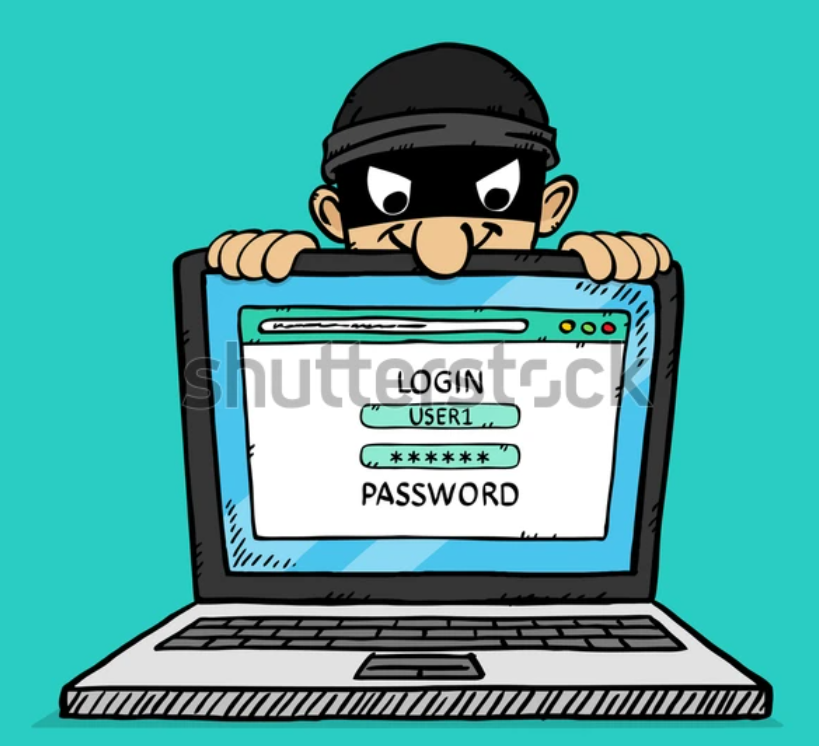 LOGIN
USER1
******
PASSWORD
shutterstock